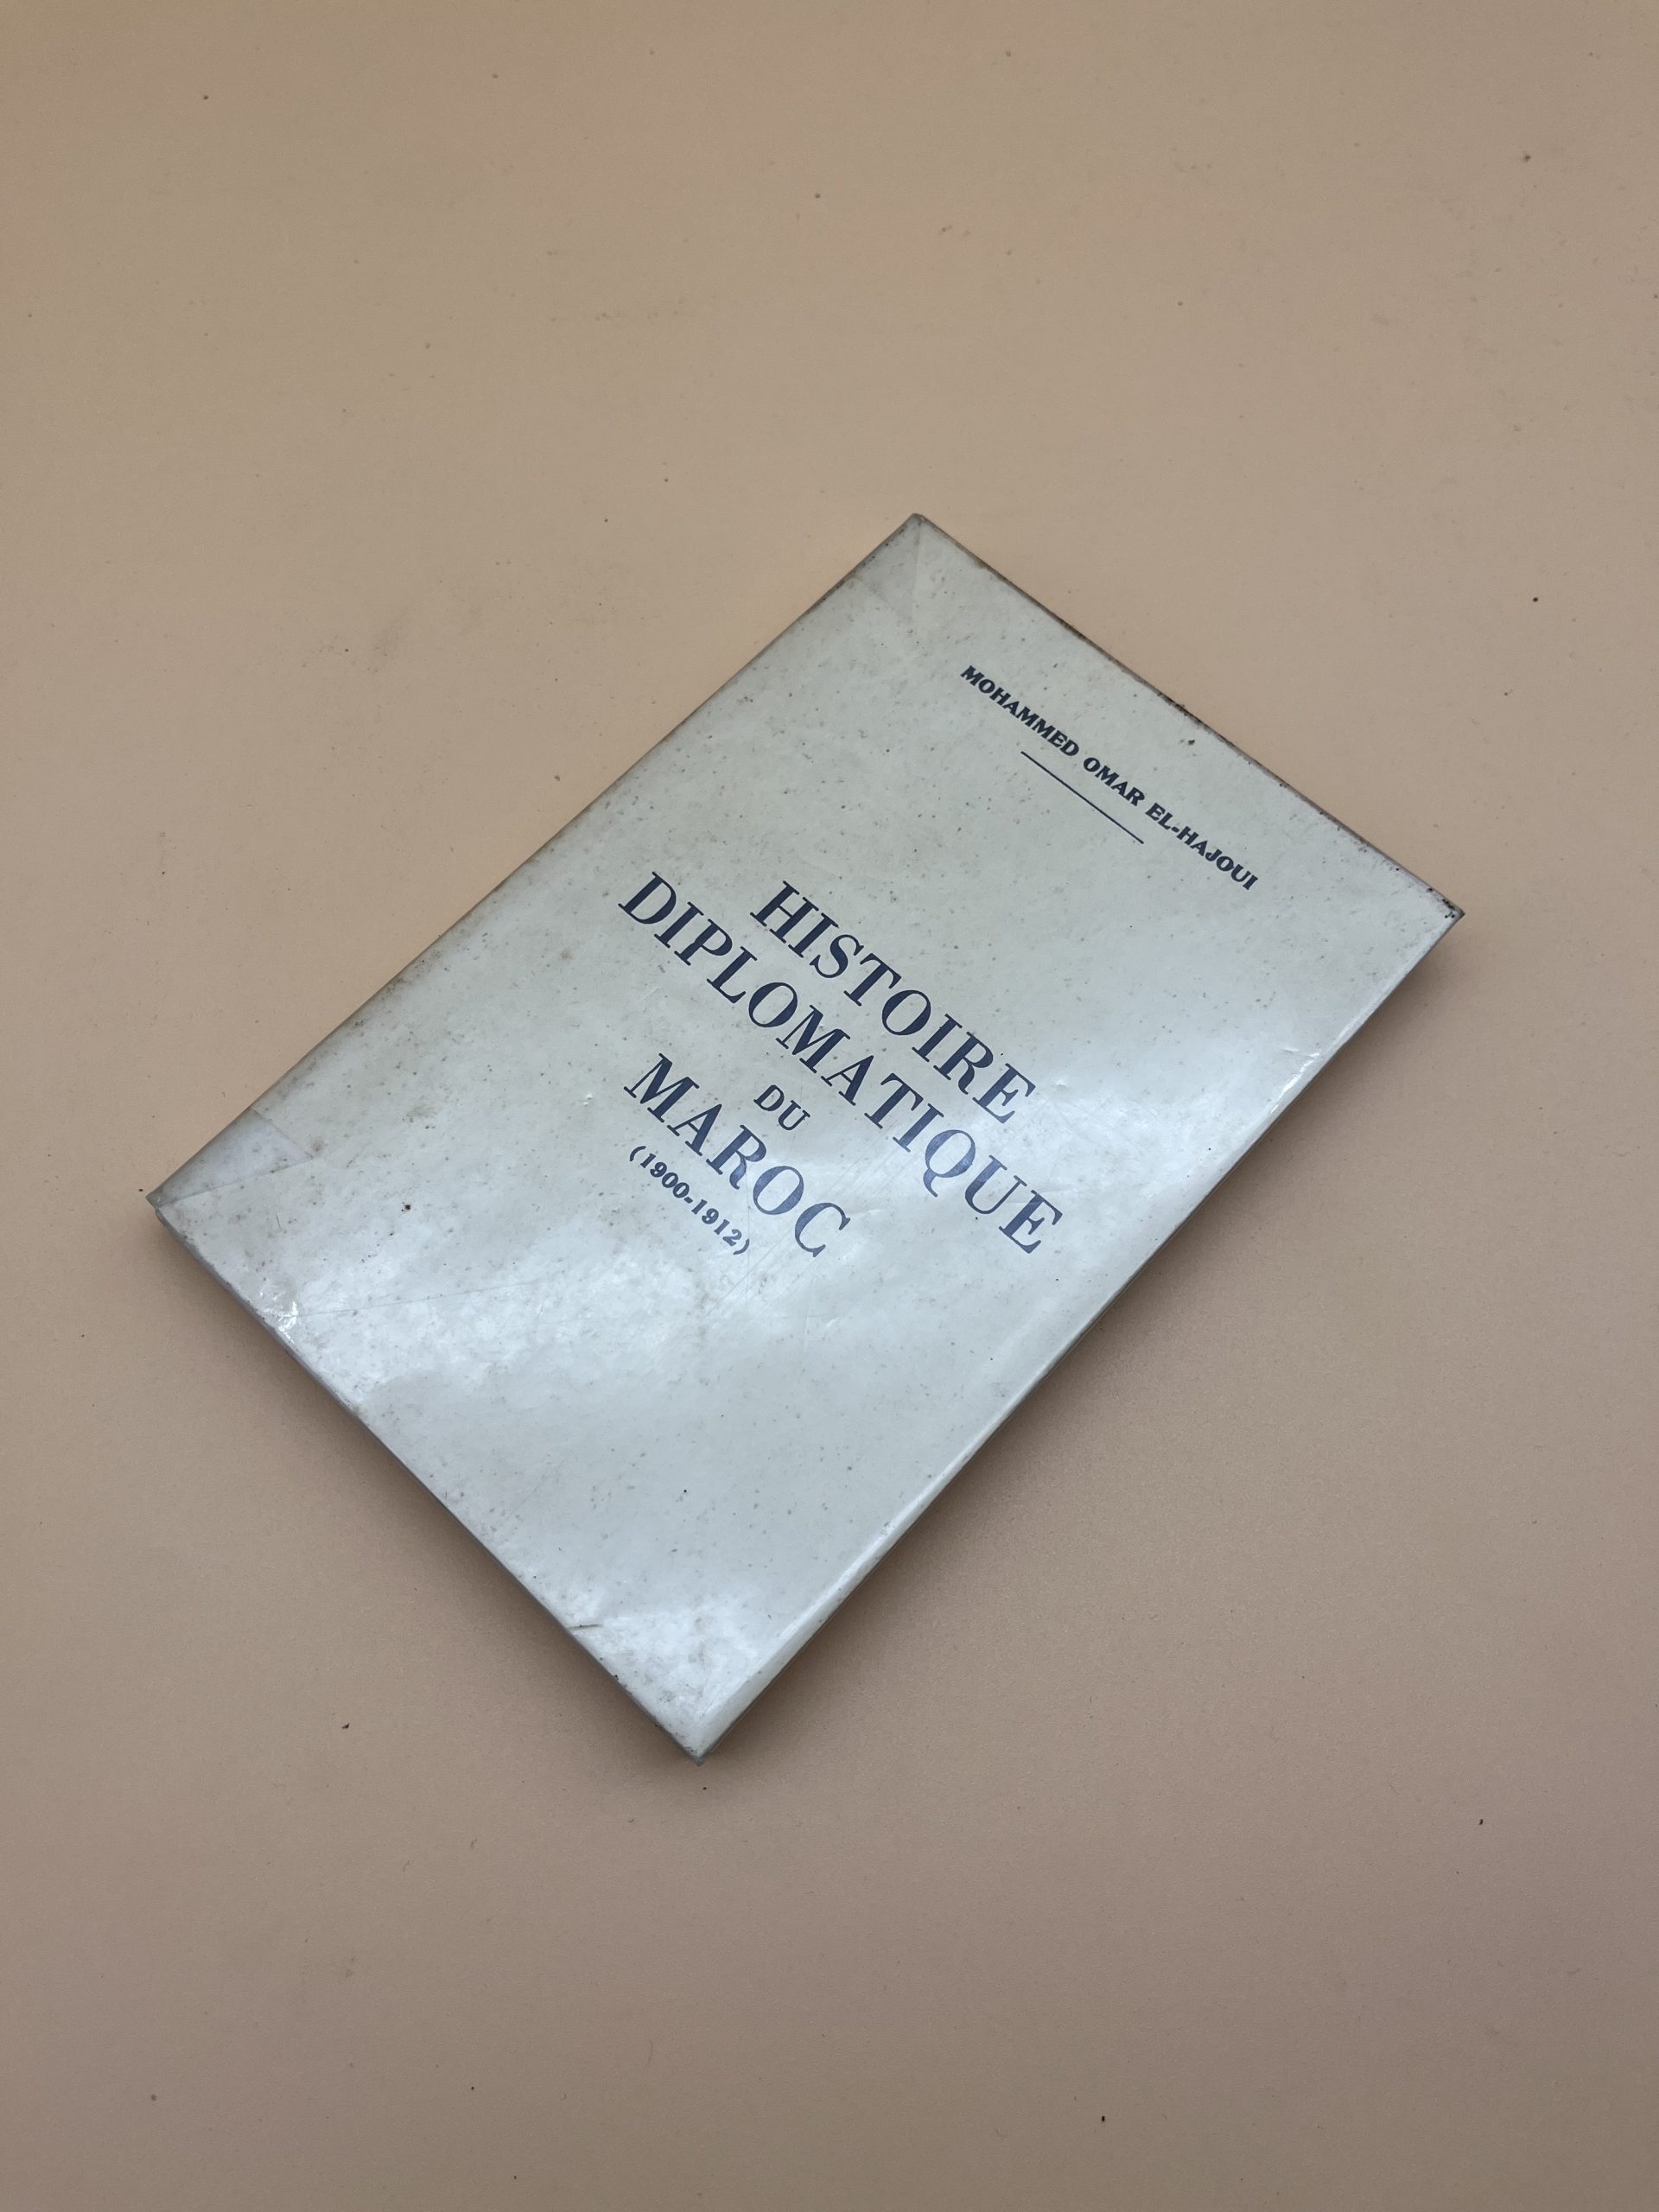 MOHAMMED OMAR EL-HAJOUI
HISTOIRE
DIPLOMATIQUE
DU
MAROC
(1900-1912)